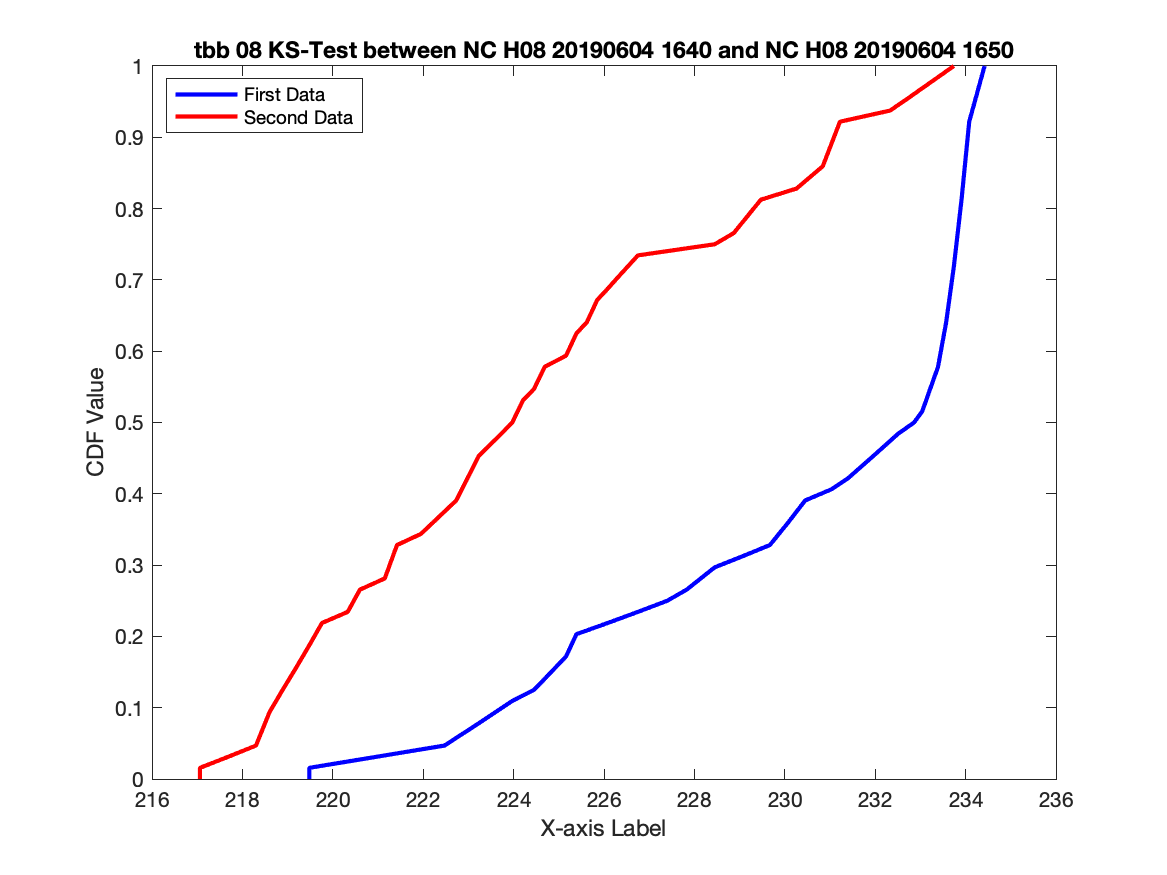 tbb 08 KS-Test between NC H08 20190604 1640 and NC H08 20190604 1650
First Data
Second Data
CDF Value
1
0.9
0.8
0.7
0.6
0.5
0.4
0.3
0.2
0.1
0
216 218 220 222 224 226 228 230 232 234 236
X-axis Label